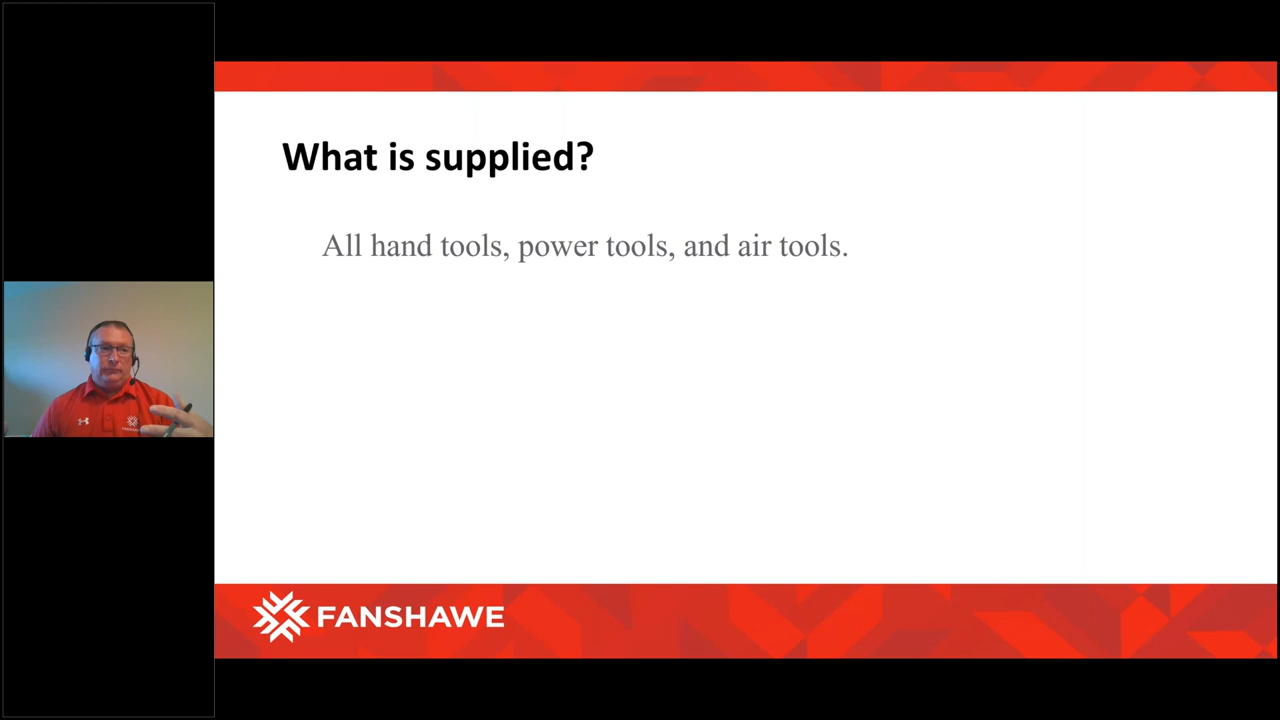 What is supplied?
All hand tools, power tools, and air tools.
FANSHAWE